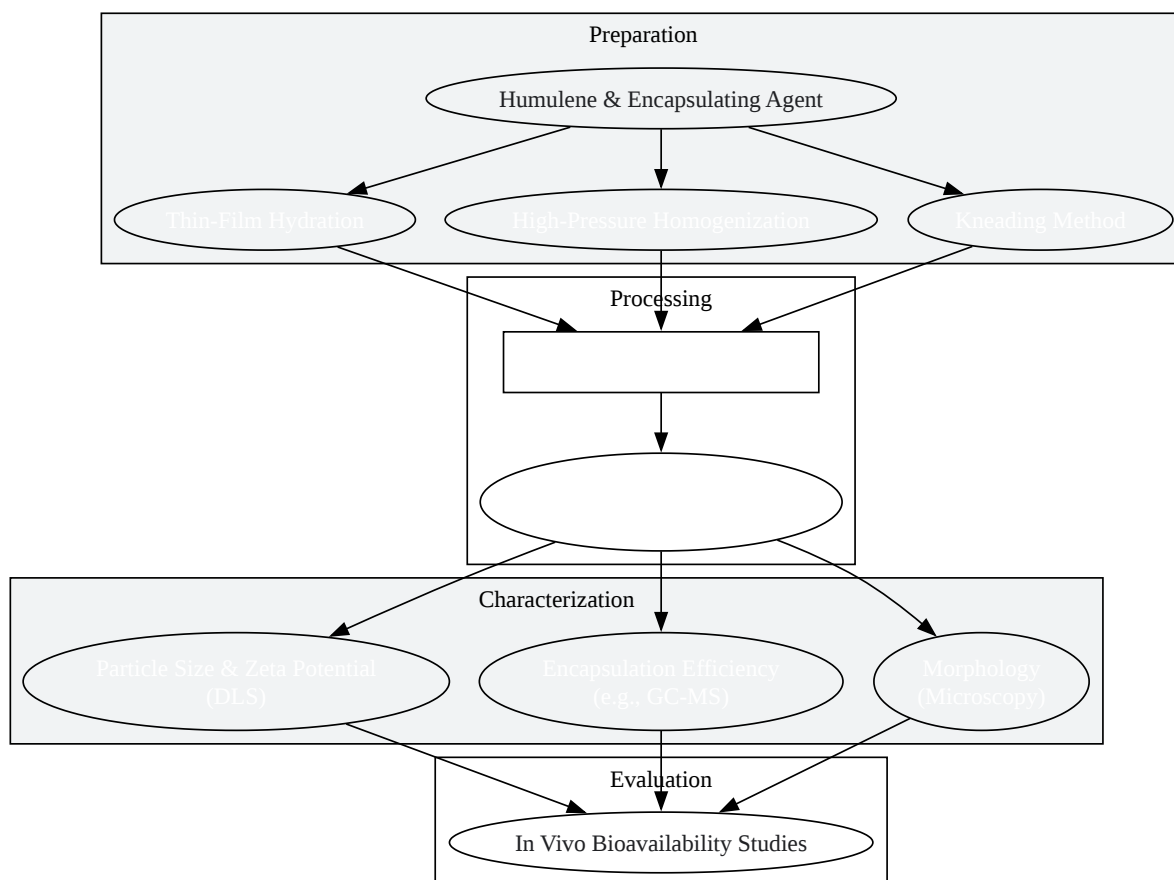 Preparation
Humulene & Encapsulating Agent
Thin-Film Hydration
High-Pressure Homogenization
Kneading Method
Processing
Characterization
Particle Size & Zeta Potential
(DLS)
Encapsulation Efficiency
(e.g., GC-MS)
Morphology
(Microscopy)
Evaluation
In Vivo Bioavailability Studies